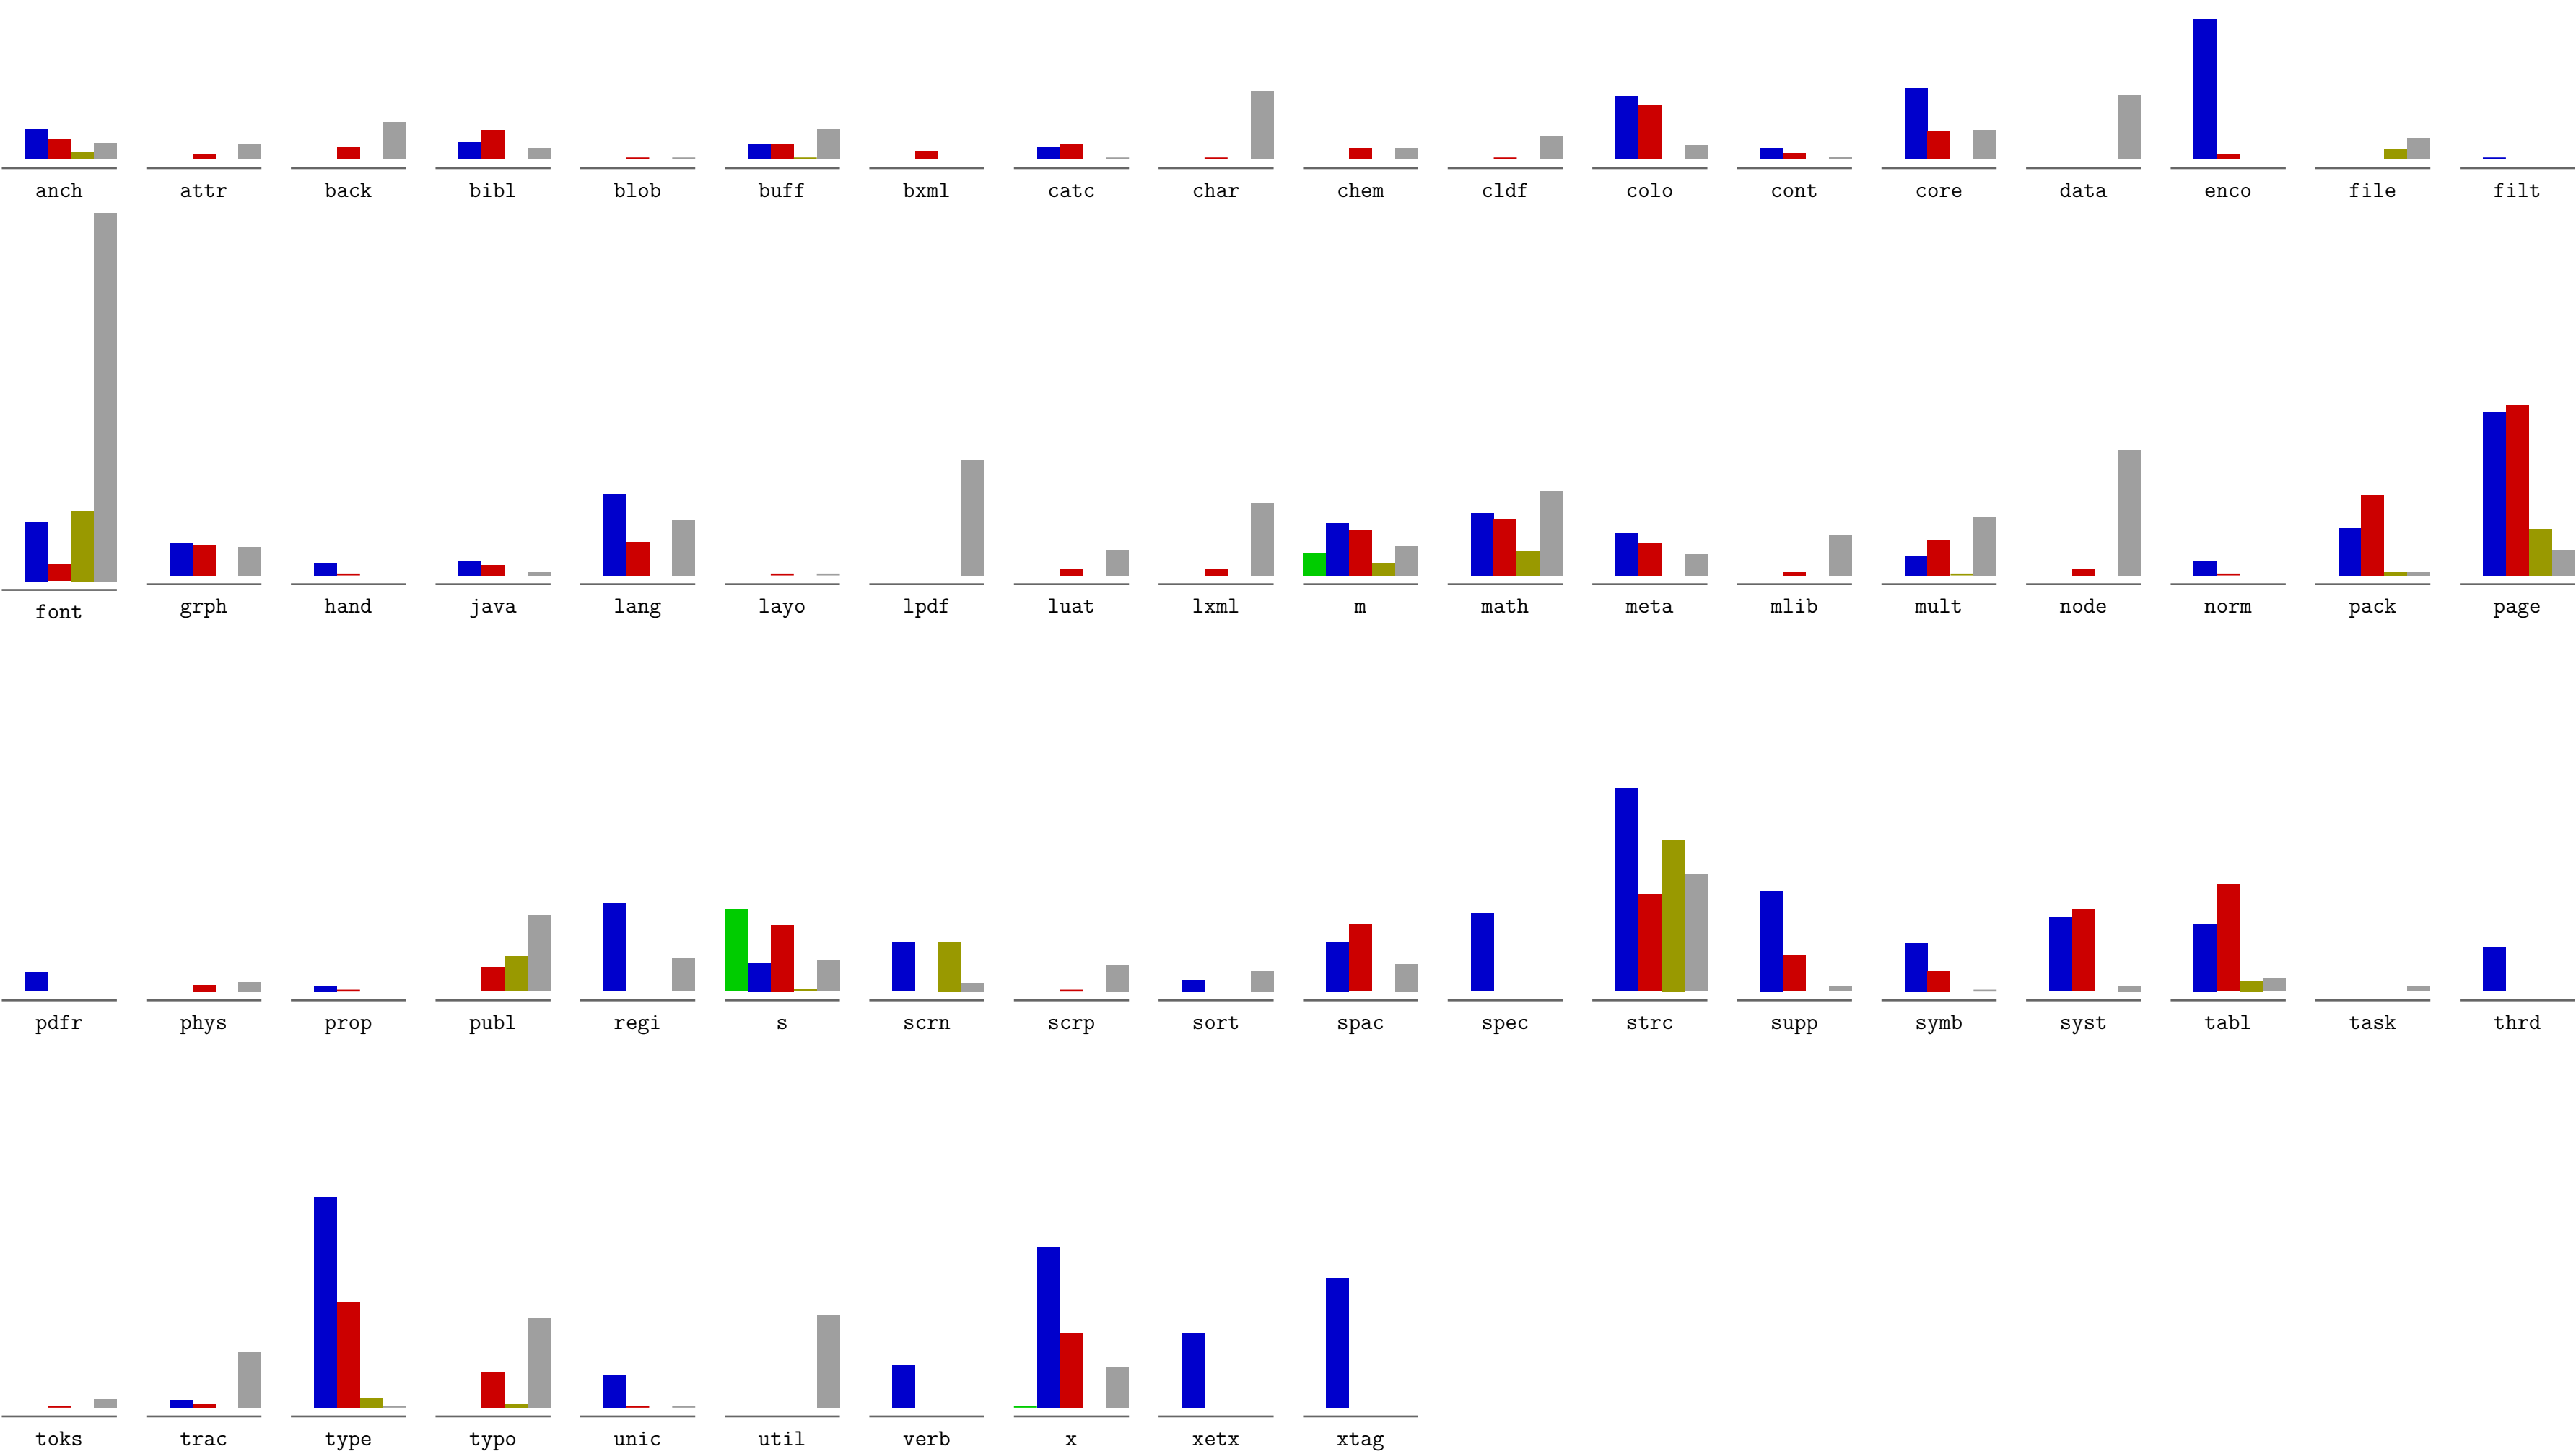 anch attr back bibl blob buff bxml catc char chem cldf colo cont core data enco file filt
font grph hand java lang layo lpdf luat lxml m math meta mlib mult node norm pack page
pdfr phys prop publ regi s scrn scrp sort spac spec strc supp symb syst tabl task thrd
toks trac type typo unic util verb x xetx xtag